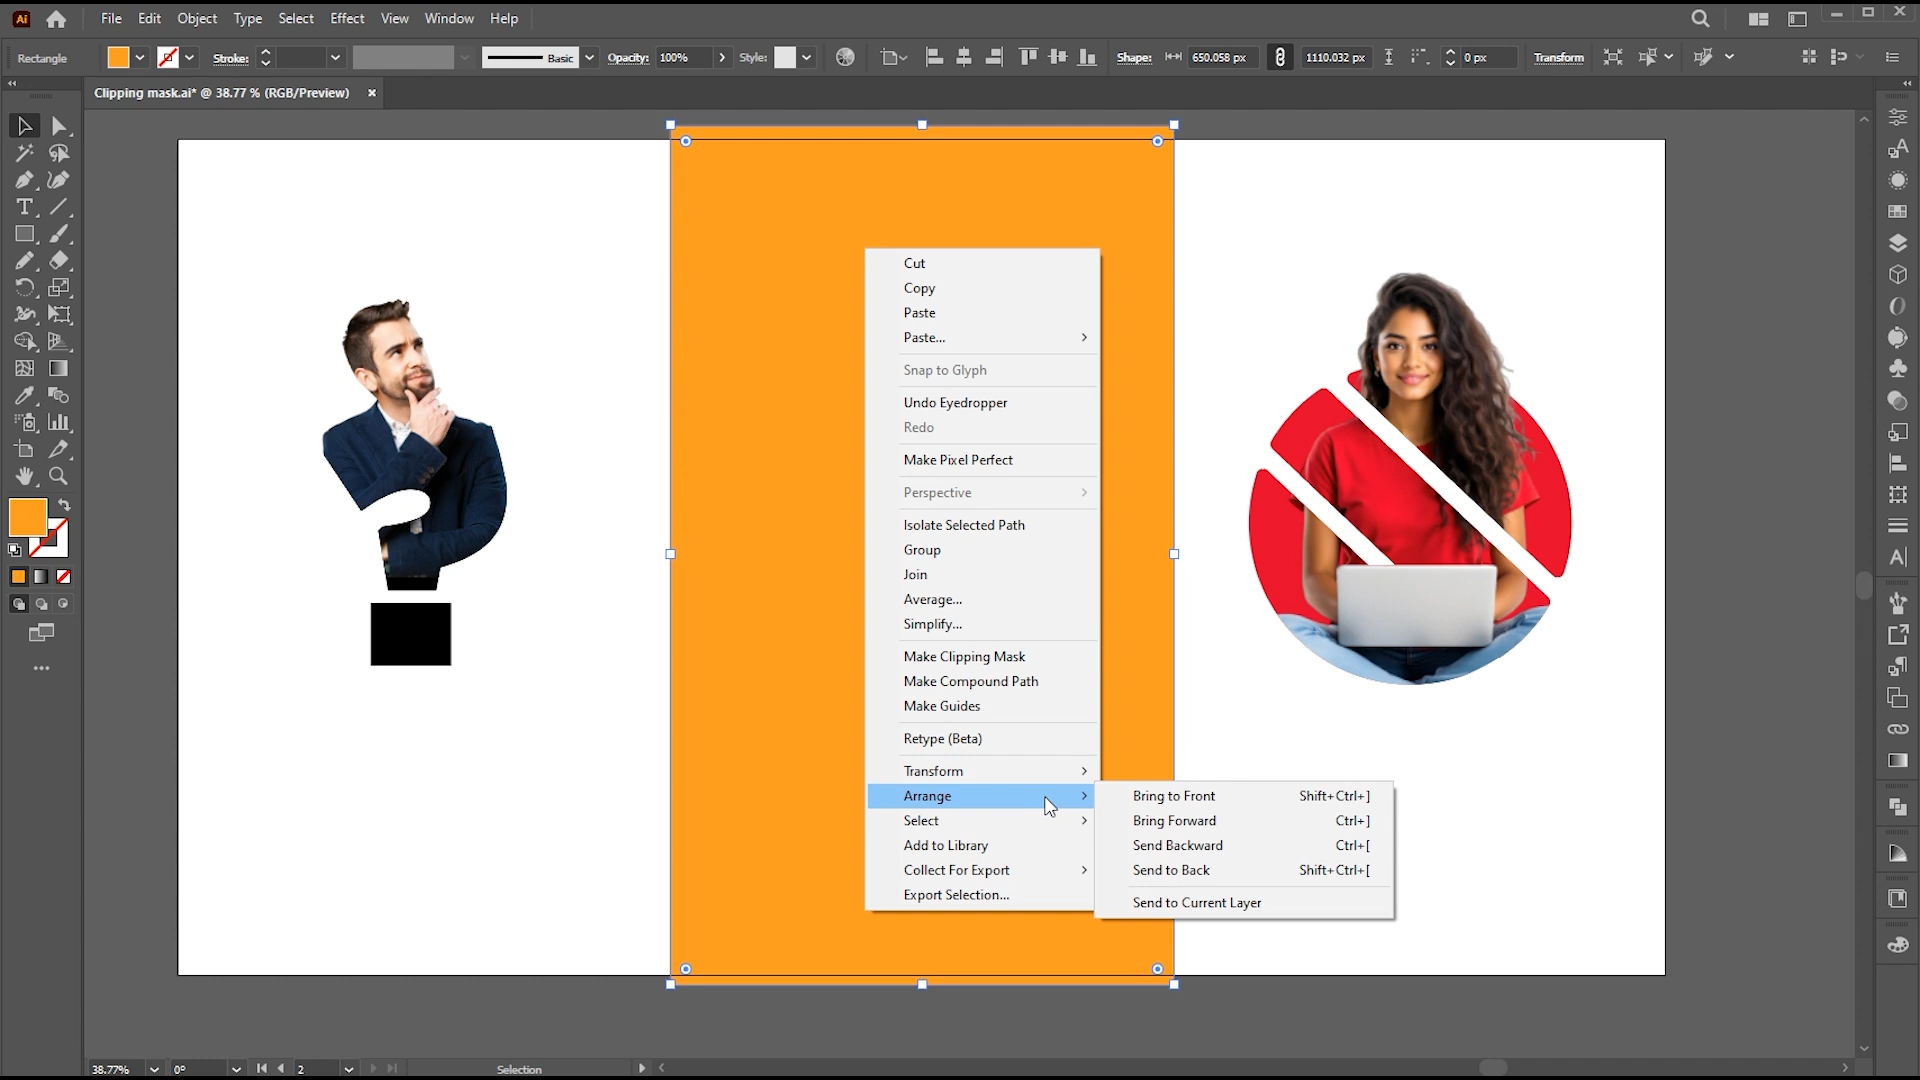 Ai File Edit Object Type Select Effect View Window Help
Rectangle Stroke: Basic Opacity: 100% Style: Shape: 650.058 px 1110.032 px 0 px Transform
Clipping mask.ai* @ 38.77 % (RGB/Preview) ×
Cut
Copy
Paste
Paste...
Snap to Glyph
Undo Eyedropper
Redo
Make Pixel Perfect
Perspective
Isolate Selected Path
Group
Join
Average...
Simplify...
Make Clipping Mask
Make Compound Path
Make Guides
Retype (Beta)
Transform
Arrange
Select
Add to Library
Collect For Export
Export Selection...
Bring to Front Shift+Ctrl+]
Bring Forward Ctrl+]
Send Backward Ctrl+[
Send to Back Shift+Ctrl+[
Send to Current Layer
38.77% 0° 2 Selection